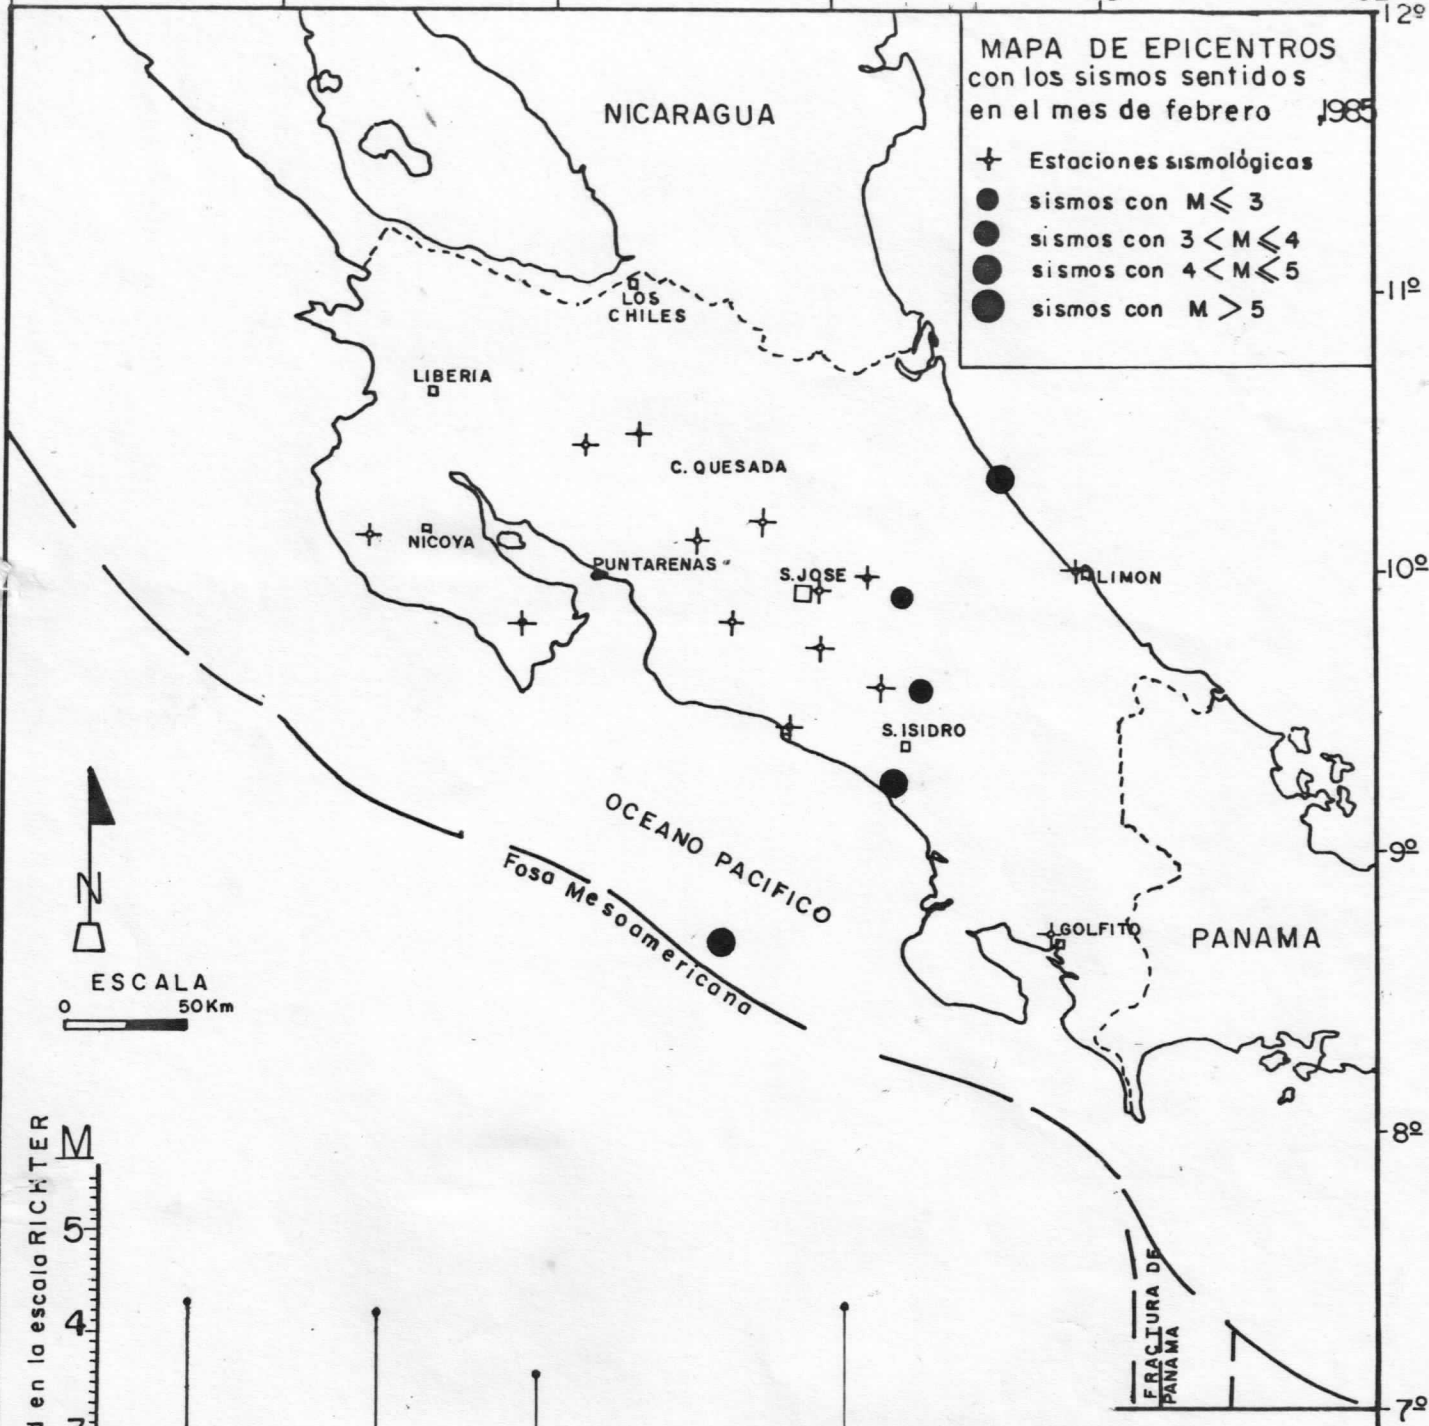 12º
MAPA DE EPICENTROS
con los sismos sentidos
en el mes de febrero ,1985
Estaciones sismológicas
sismos con M ⩽ 3
sismos con 3 < M ⩽ 4
sismos con 4 < M ⩽ 5
sismos con M > 5
NICARAGUA
11º
LOS
CHILES
LIBERIA
C. QUESADA
NICOYA
PUNTARENAS
S. JOSE
LIMON
10º
S. ISIDRO
OCEANO PACIFICO
9º
Fosa Mesoamericana
GOLFITO
PANAMA
N
ESCALA
0 50Km
8º
M
d en la escala RICHTER
5
4
FRACTURA DE
PANAMA
7º